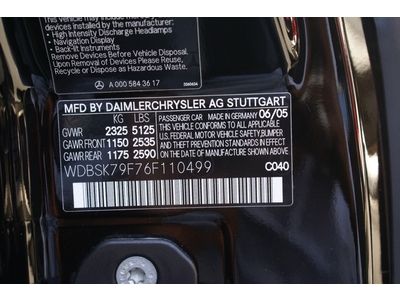 devices may be installed
• High Intensity Discharge Headlamps
• Navigation Display
• Back-lit Instruments
Remove Devices Before Vehicle Disposal.
Upon Removal of Devices Please Reuse,
Recycle or Dispose as Hazardous Waste.
A 000 584 36 17
MFD BY DAIMLERCHRYSLER AG STUTTGART
KG LBS
GVWR 2325 5125
GAWR FRONT 1150 2535
GAWR REAR 1175 2590
PASSENGER CAR MADE IN GERMANY 06/05
THIS VEHICLE CONFORMS TO ALL APPLICABLE
U.S. FEDERAL MOTOR VEHICLE SAFETY, BUMPER
AND THEFT PREVENTION STANDARDS
IN EFFECT ON THE DATE OF MANUFACTURE
SHOWN ABOVE
WDBSK79F76F110499
C040